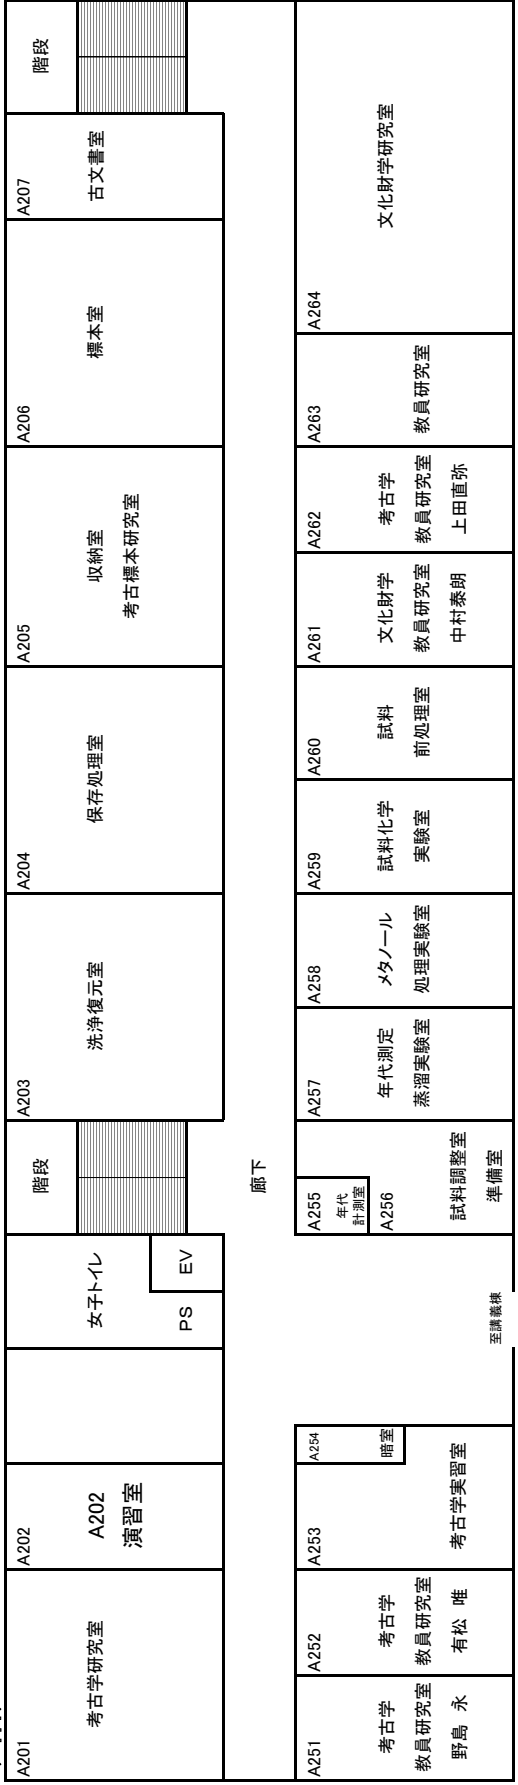 A201
考古学研究室
A202
A202
演習室
女子トイレ
PS
EV
階段
A203
洗浄復元室
A204
保存処理室
A205
収納室
考古標本研究室
A206
標本室
A207
古文書室
階段
廊下
A251
考古学
教員研究室
野島 永
A252
考古学
教員研究室
有松 唯
A253
考古学実習室
A254
暗室
至講義棟
A255
年代
計測室
A256
試料調整室
準備室
A257
年代測定
蒸溜実験室
A258
メタノール
処理実験室
A259
試料化学
実験室
A260
試料
前処理室
A261
文化財学
教員研究室
中村泰朗
A262
考古学
教員研究室
上田直弥
A263
教員研究室
A264
文化財学研究室